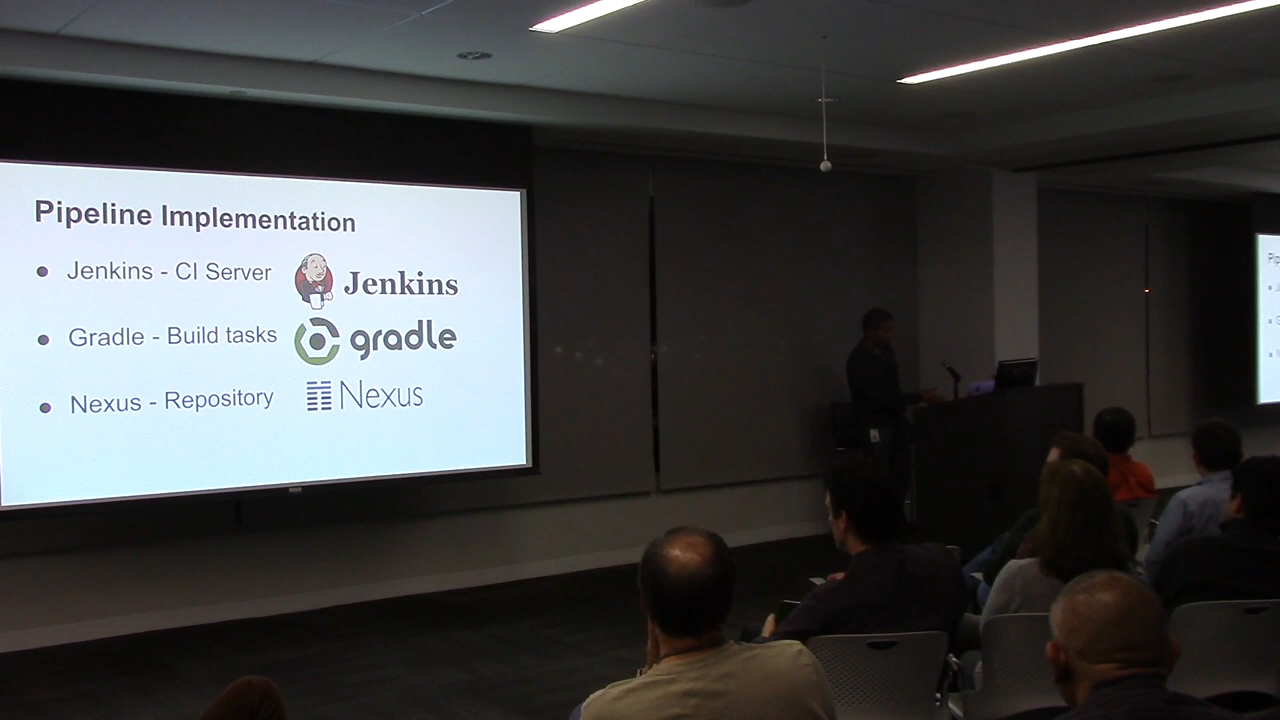 Pipeline Implementation
Jenkins - CI Server
Jenkins
Gradle - Build tasks
gradle
Nexus - Repository
Nexus